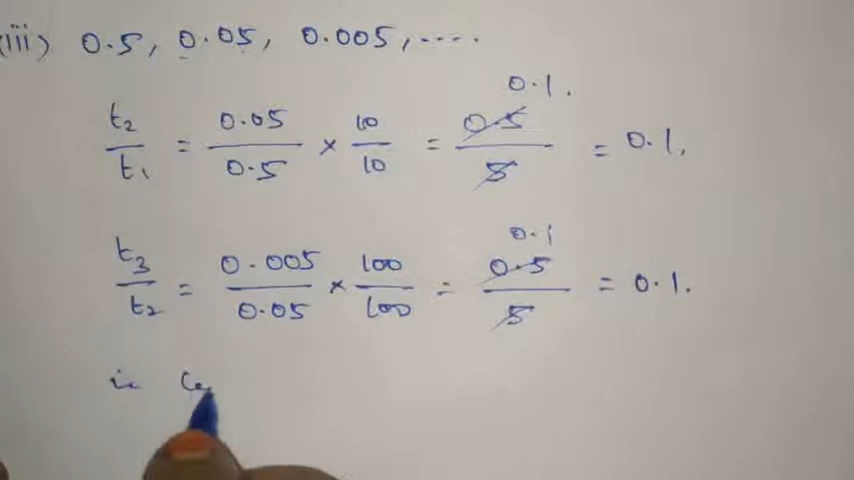 (iii) 0.5, 0.05, 0.005, ....
t₂/t₁ = 0.05/0.5 × 10/10 = 0.5/5 0.1. = 0.1.
t₃/t₂ = 0.005/0.05 × 100/100 = 0.5/5 0.1 = 0.1.